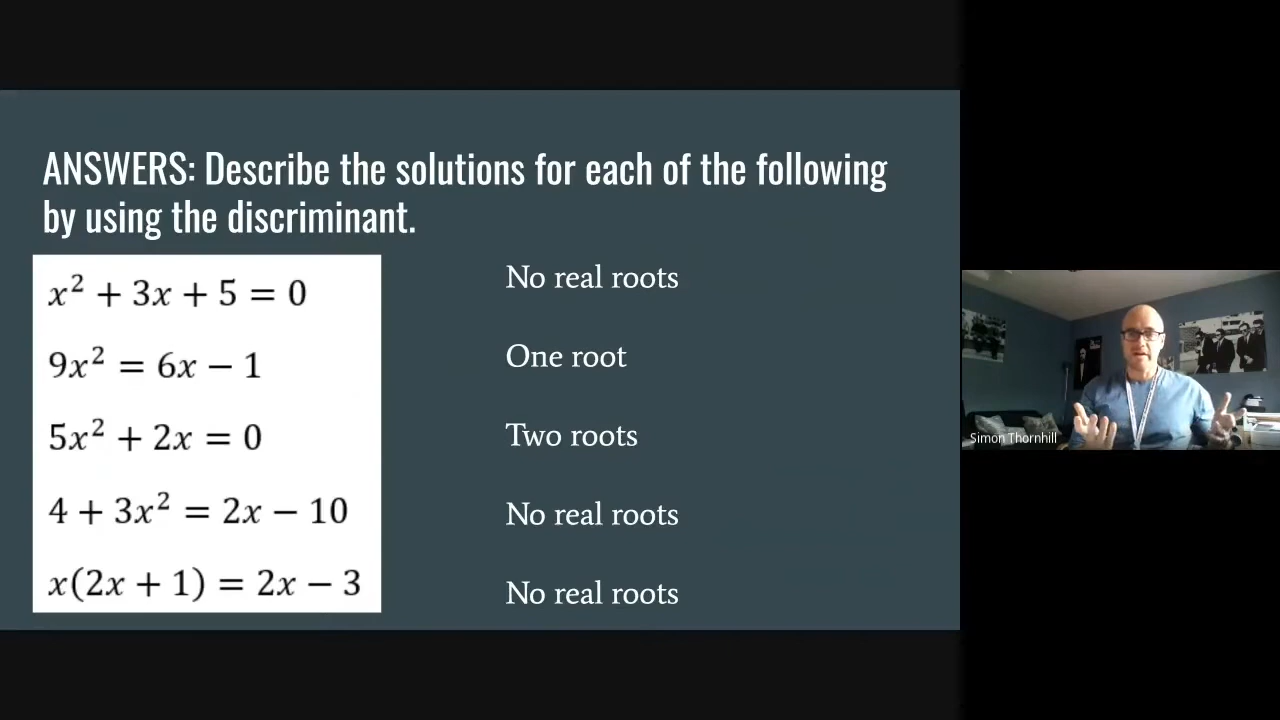 ANSWERS: Describe the solutions for each of the following
by using the discriminant.
x² + 3x + 5 = 0
No real roots
9x² = 6x − 1
One root
5x² + 2x = 0
Two roots
4 + 3x² = 2x − 10
No real roots
x(2x + 1) = 2x − 3
No real roots
Simon Thornhill